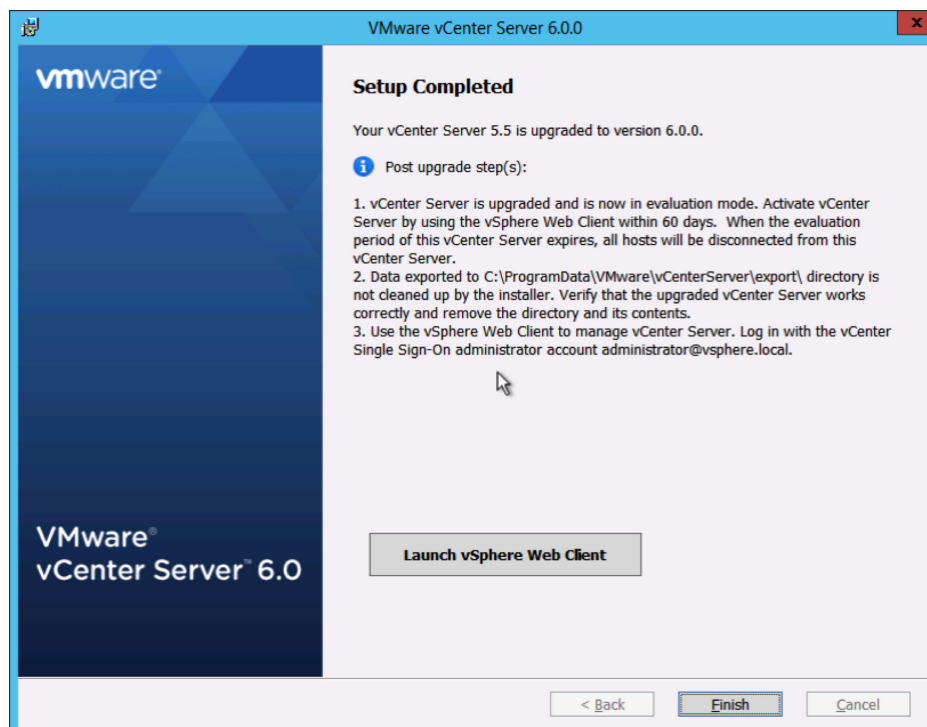 VMware vCenter Server 6.0.0
x
vmware®
Setup Completed
Your vCenter Server 5.5 is upgraded to version 6.0.0.
i
Post upgrade step(s):
1. vCenter Server is upgraded and is now in evaluation mode. Activate vCenter
Server by using the vSphere Web Client within 60 days. When the evaluation
period of this vCenter Server expires, all hosts will be disconnected from this
vCenter Server.
2. Data exported to C:\ProgramData\VMware\vCenterServer\export\ directory is
not cleaned up by the installer. Verify that the upgraded vCenter Server works
correctly and remove the directory and its contents.
3. Use the vSphere Web Client to manage vCenter Server. Log in with the vCenter
Single Sign-On administrator account administrator@vsphere.local.
VMware®
vCenter Server™ 6.0
Launch vSphere Web Client
< Back
Finish
Cancel